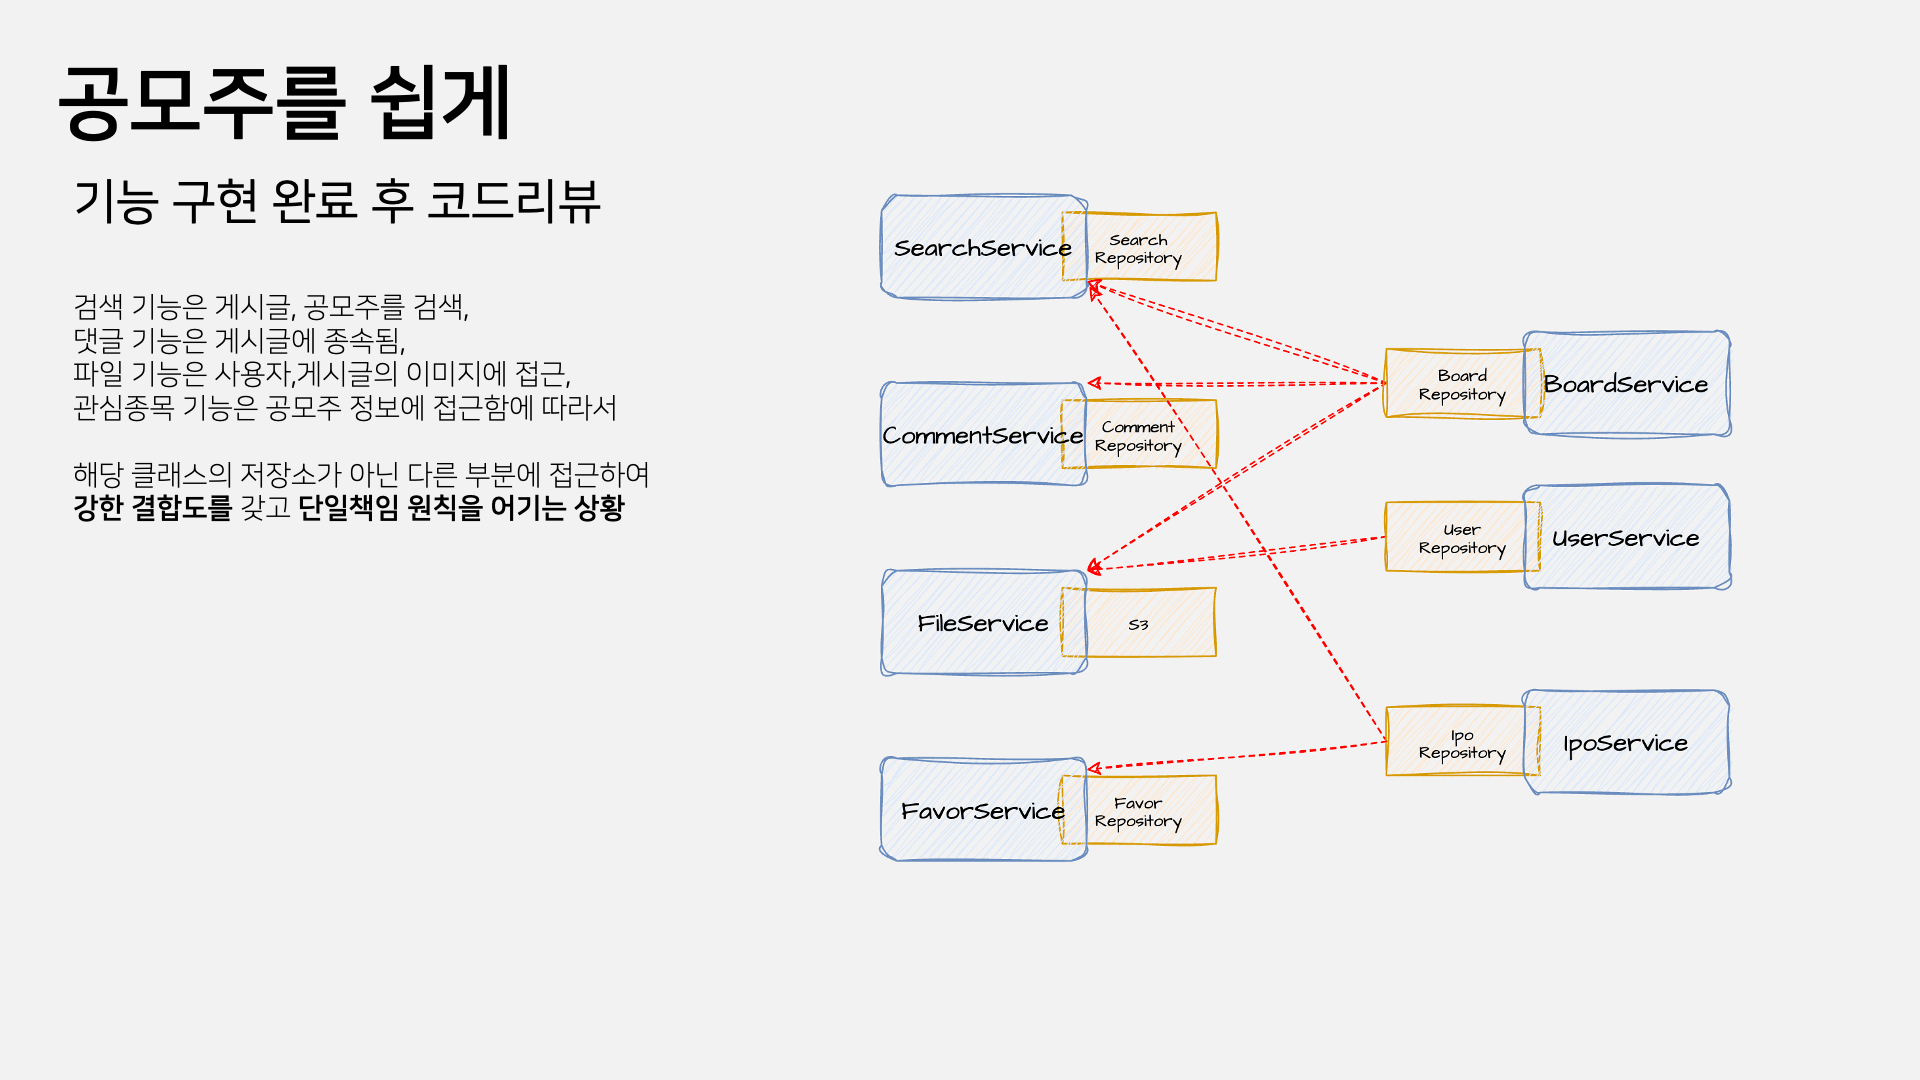 공모주를 쉽게
기능 구현 완료 후 코드리뷰
검색 기능은 게시글, 공모주를 검색,
댓글 기능은 게시글에 종속됨,
파일 기능은 사용자,게시글의 이미지에 접근,
관심종목 기능은 공모주 정보에 접근함에 따라서
해당 클래스의 저장소가 아닌 다른 부분에 접근하여
강한 결합도를 갖고 단일책임 원칙을 어기는 상황
SearchService
Search
Repository
Board
Repository
BoardService
CommentService
Comment
Repository
User
Repository
UserService
FileService
S3
Ipo
Repository
IpoService
FavorService
Favor
Repository